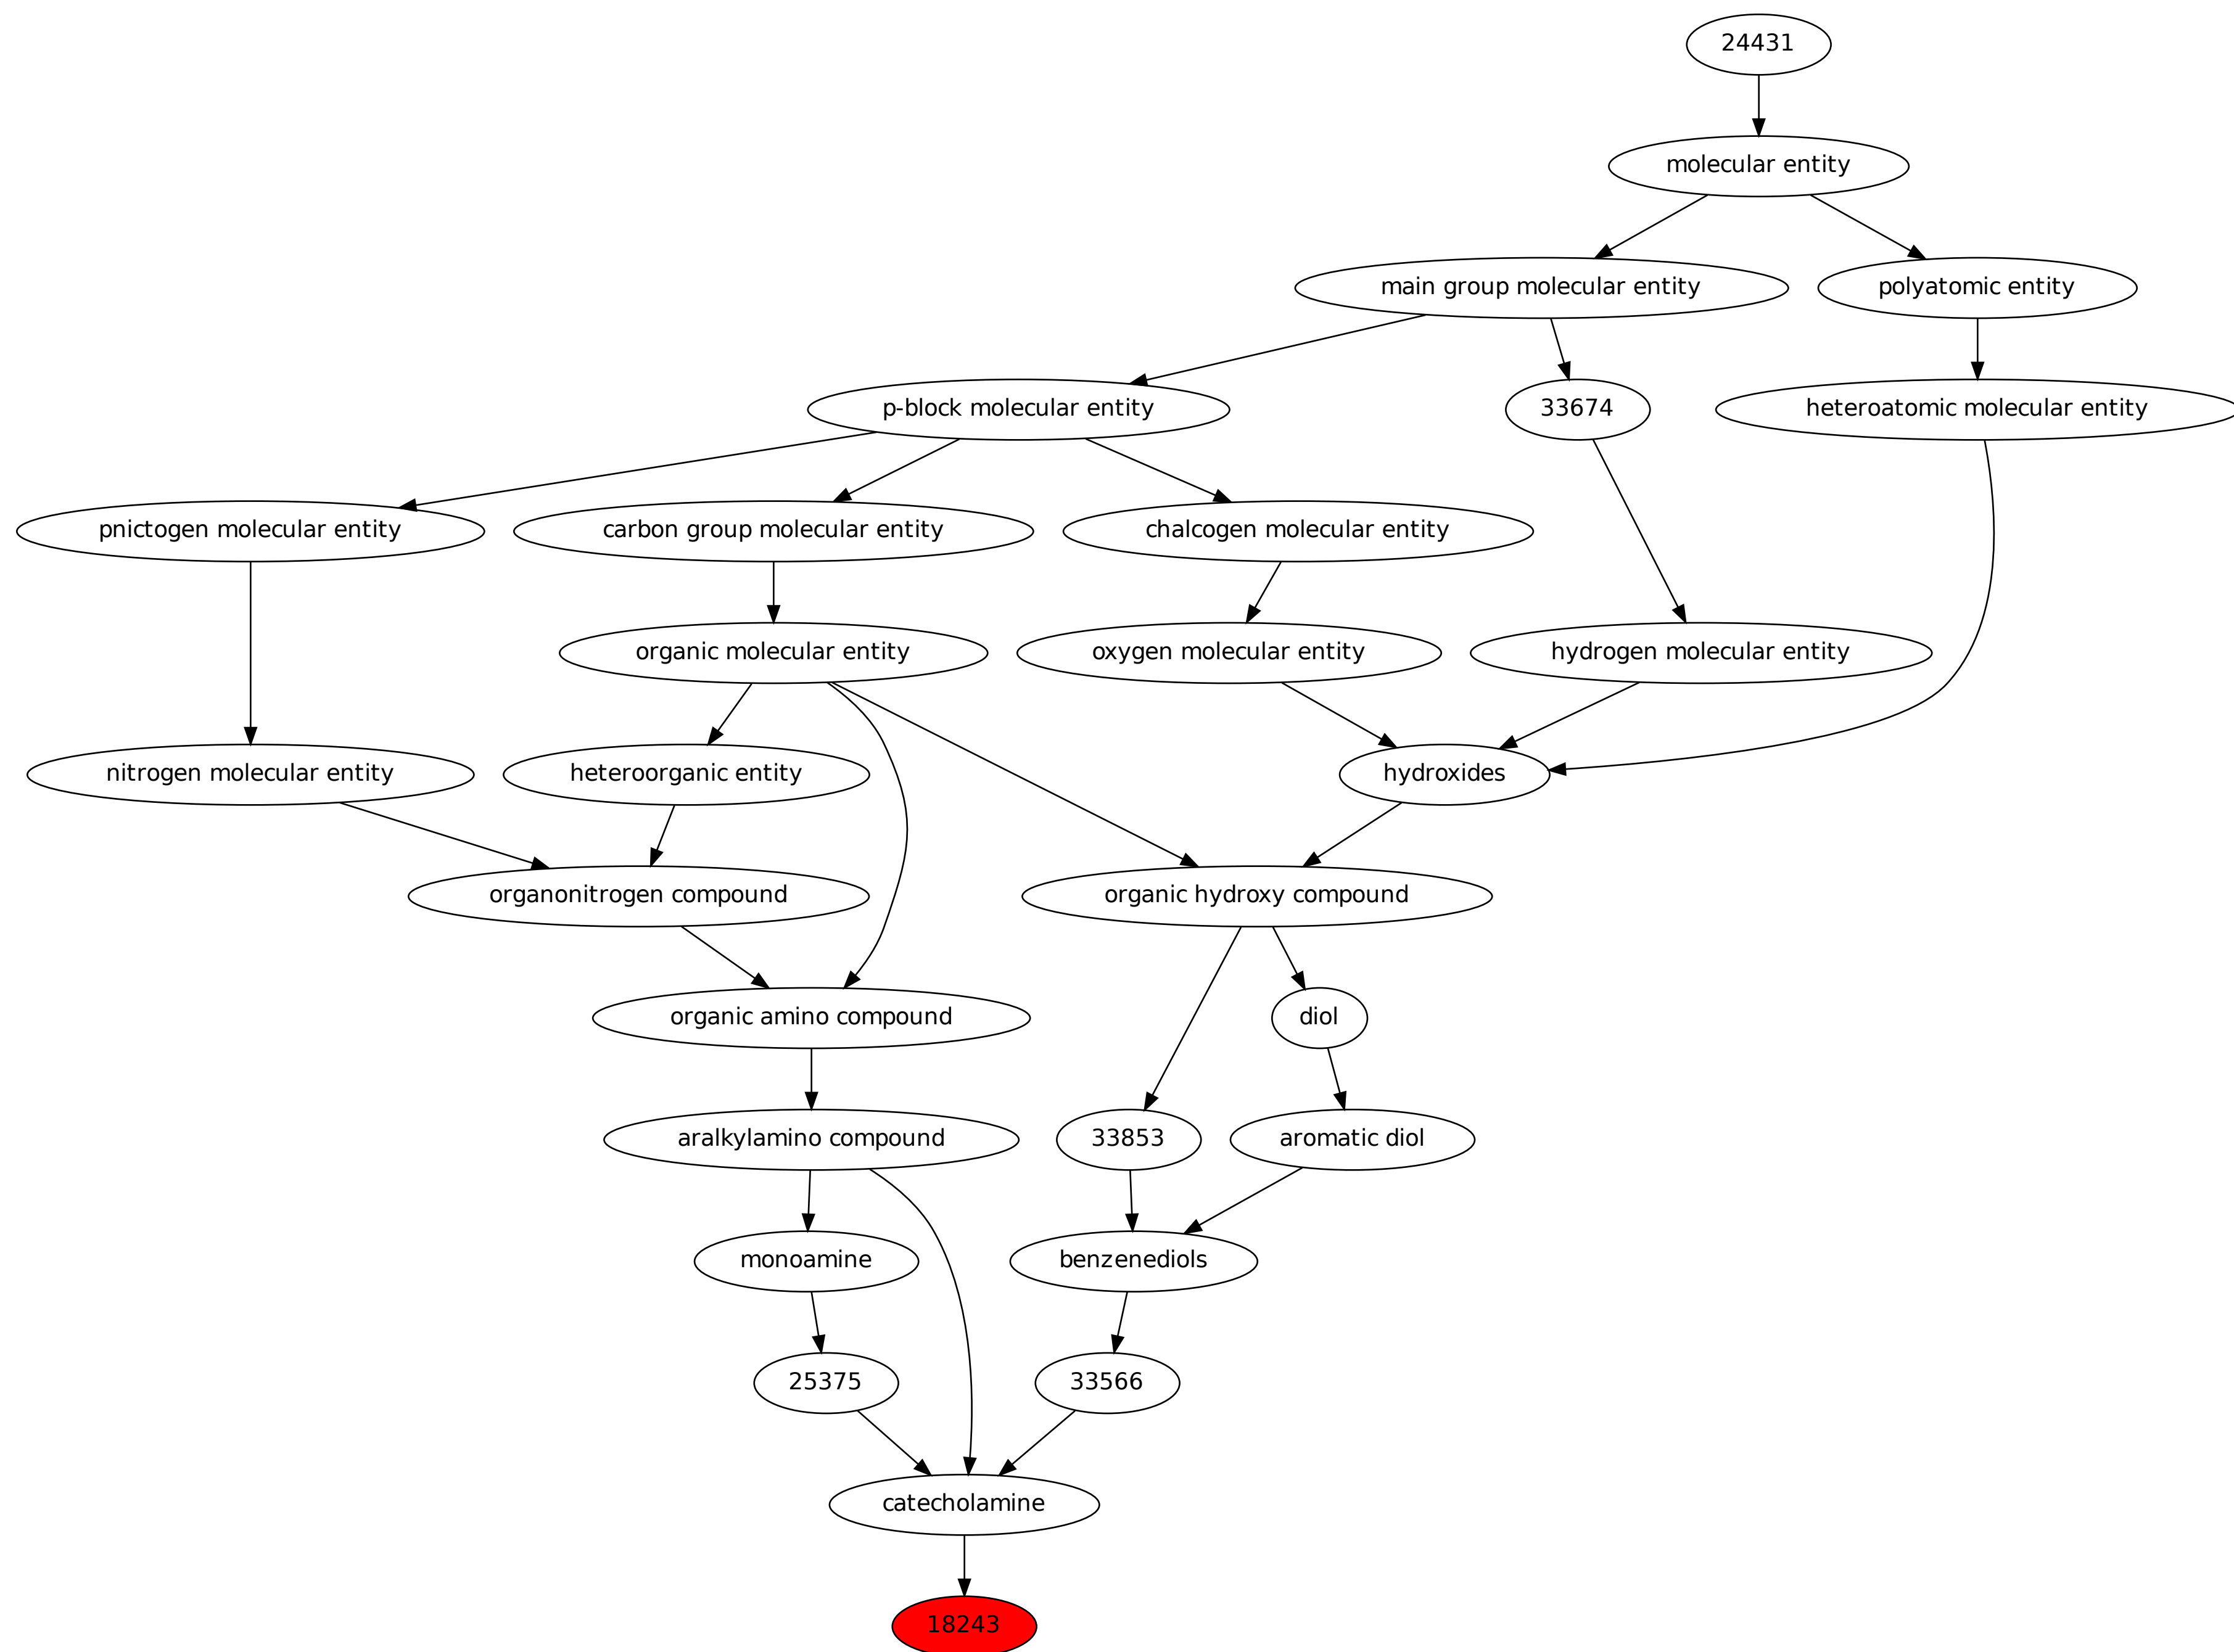 24431
molecular entity
main group molecular entity
polyatomic entity
p-block molecular entity
33674
heteroatomic molecular entity
pnictogen molecular entity
carbon group molecular entity
chalcogen molecular entity
organic molecular entity
oxygen molecular entity
hydrogen molecular entity
nitrogen molecular entity
heteroorganic entity
hydroxides
organonitrogen compound
organic hydroxy compound
organic amino compound
diol
aralkylamino compound
33853
aromatic diol
monoamine
benzenediols
25375
33566
catecholamine
18243